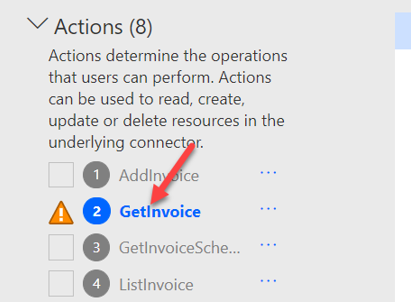 Actions (8)
Actions determine the operations
that users can perform. Actions
can be used to read, create,
update or delete resources in the
underlying connector.
1 AddInvoice ...
2 GetInvoice ...
3 GetInvoiceSche... ...
4 ListInvoice ...